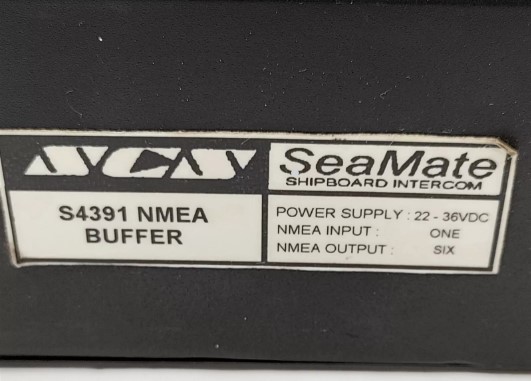 SeaMate
SHIPBOARD INTERCOM
S4391 NMEA
BUFFER
POWER SUPPLY : 22 - 36VDC
NMEA INPUT : ONE
NMEA OUTPUT : SIX